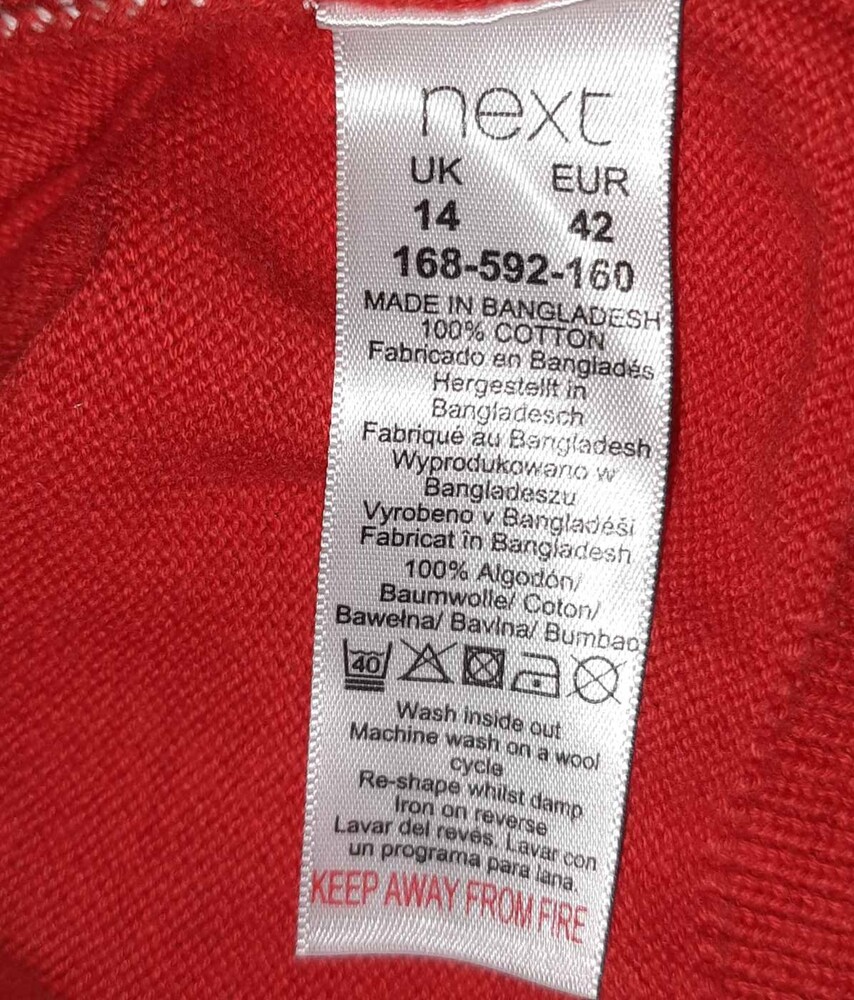 next
UK EUR
14 42
168-592-160
MADE IN BANGLADESH
100% COTTON
Fabricado en Bangladés
Hergestellt in
Bangladesch
Fabriqué au Bangladesh
Wyprodukowano w
Bangladeszu
Vyrobeno v Bangladéši
Fabricat în Bangladesh
100% Algodón/
Baumwolle/ Coton/
Bawełna/ Bavlna/ Bumbac
40
Wash inside out
Machine wash on a wool
cycle
Re-shape whilst damp
Iron on reverse
Lavar del revés. Lavar con
un programa para lana.
KEEP AWAY FROM FIRE